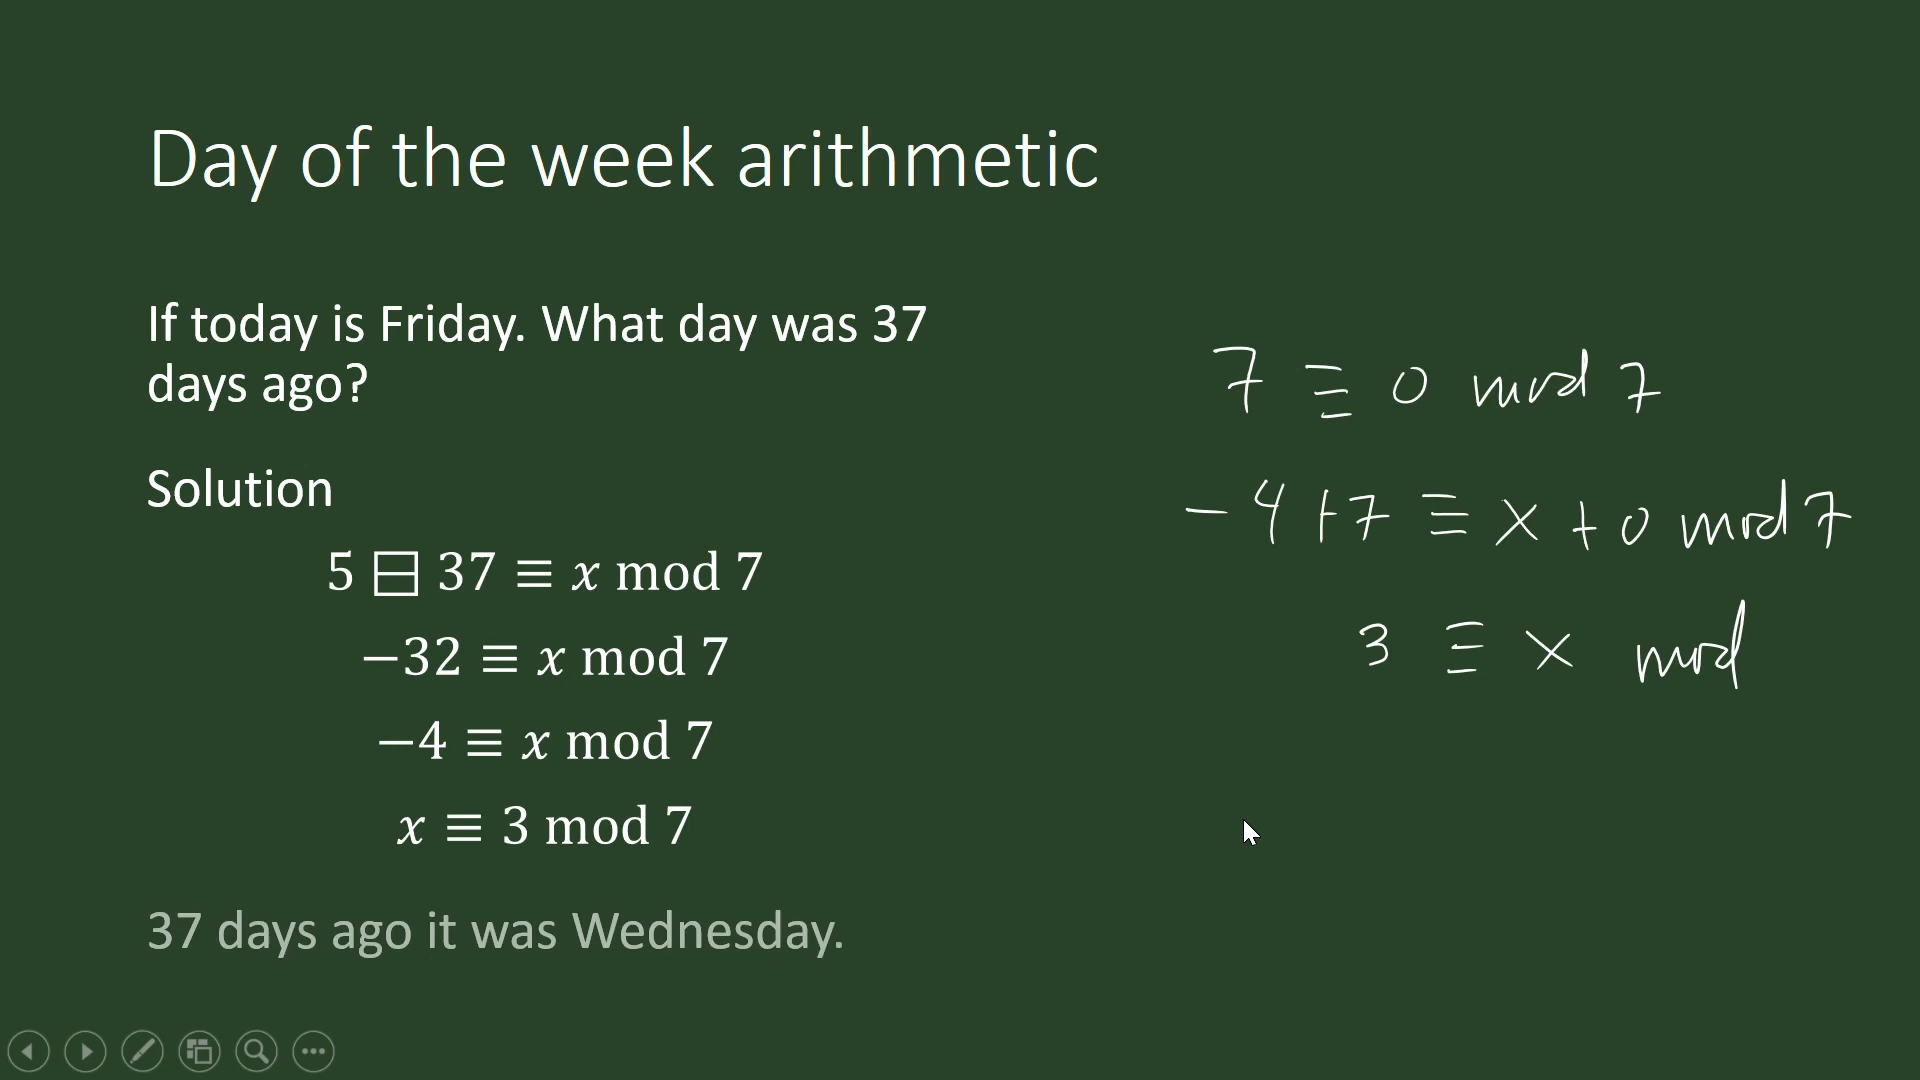 Day of the week arithmetic
If today is Friday. What day was 37
days ago?
Solution
5 ⊟ 37 ≡ x mod 7
−32 ≡ x mod 7
−4 ≡ x mod 7
x ≡ 3 mod 7
37 days ago it was Wednesday.
7 ≡ 0 mod 7
−4 +7 ≡ x + 0 mod 7
3 ≡ x mod